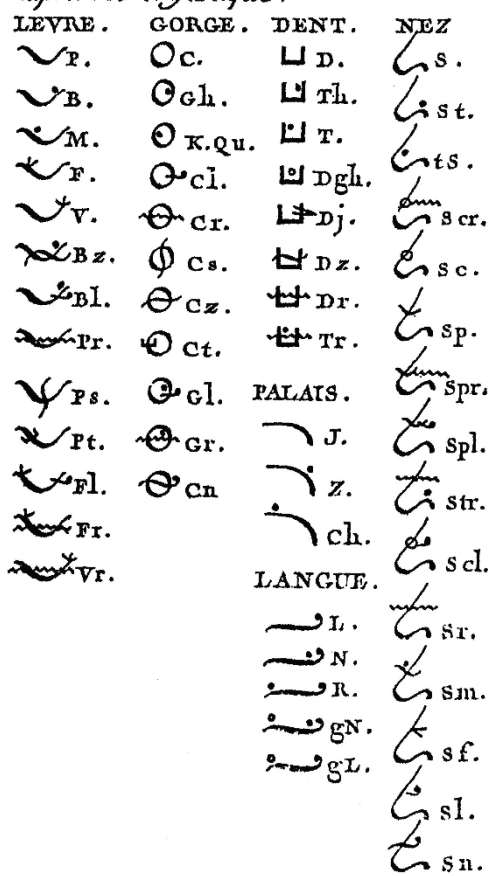 LEVRE.
P.
B.
M.
F.
V.
Bz.
Bl.
Pr.
Ps.
Pt.
Fl.
Fr.
Vr.
GORGE.
C.
Gh.
K.Qu.
Cl.
Cr.
Cs.
Cz.
Ct.
Gl.
Gr.
Cn
DENT.
D.
Th.
T.
Dgh.
Dj.
Dz.
Dr.
Tr.
PALAIS.
J.
Z.
Ch.
LANGUE.
L.
N.
R.
gN.
gL.
NEZ
S.
St.
tS.
Scr.
Sc.
Sp.
Spr.
Spl.
Str.
Scl.
Sr.
Sm.
Sf.
Sl.
Sn.